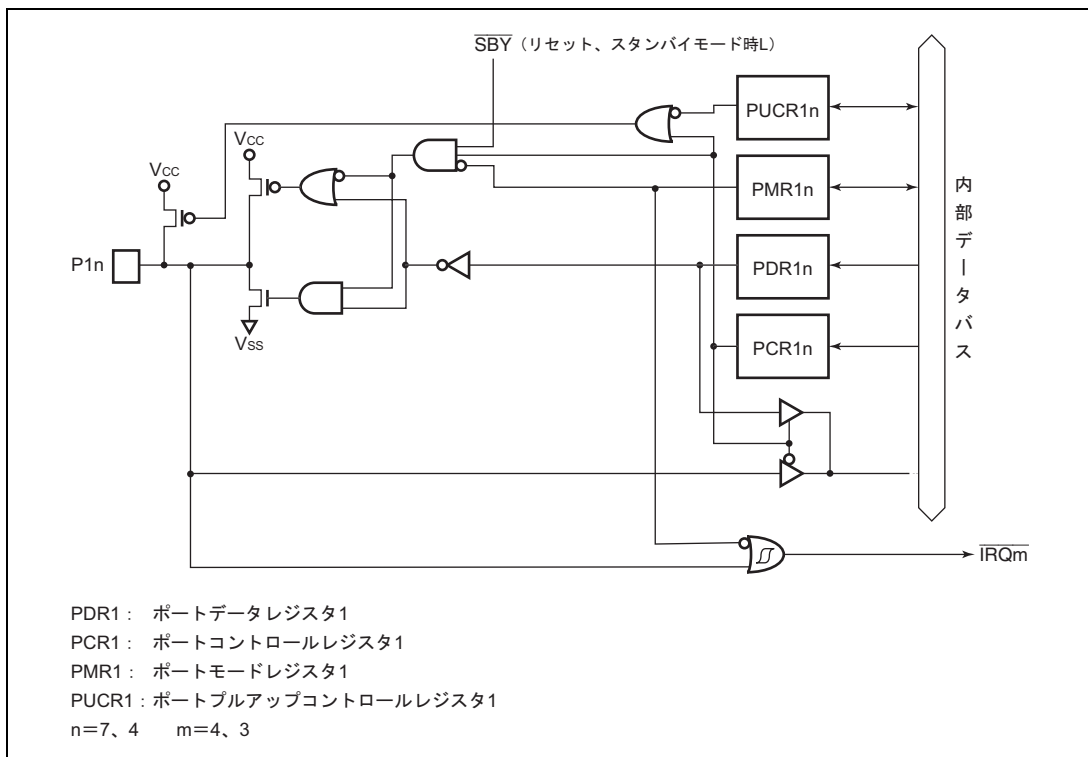 SBY（リセット、スタンバイモード時L）
PUCR1n
VCC
VCC
PMR1n
内部データバス
P1n
PDR1n
VSS
PCR1n
IRQm
PDR1： ポートデータレジスタ1
PCR1： ポートコントロールレジスタ1
PMR1： ポートモードレジスタ1
PUCR1：ポートプルアップコントロールレジスタ1
n＝7、4 m＝4、3